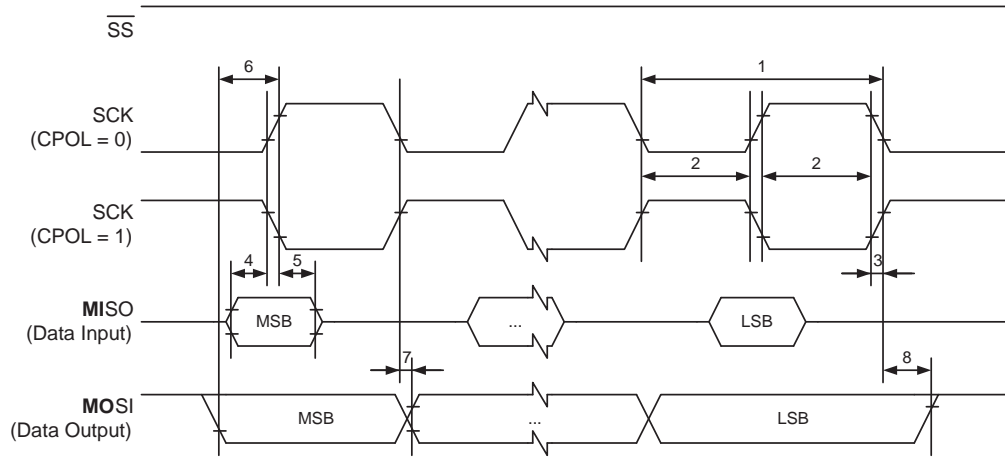 SS
6
1
SCK
(CPOL = 0)
2
2
SCK
(CPOL = 1)
4
5
3
MISO
(Data Input)
MSB
...
LSB
7
8
MOSI
(Data Output)
MSB
...
LSB